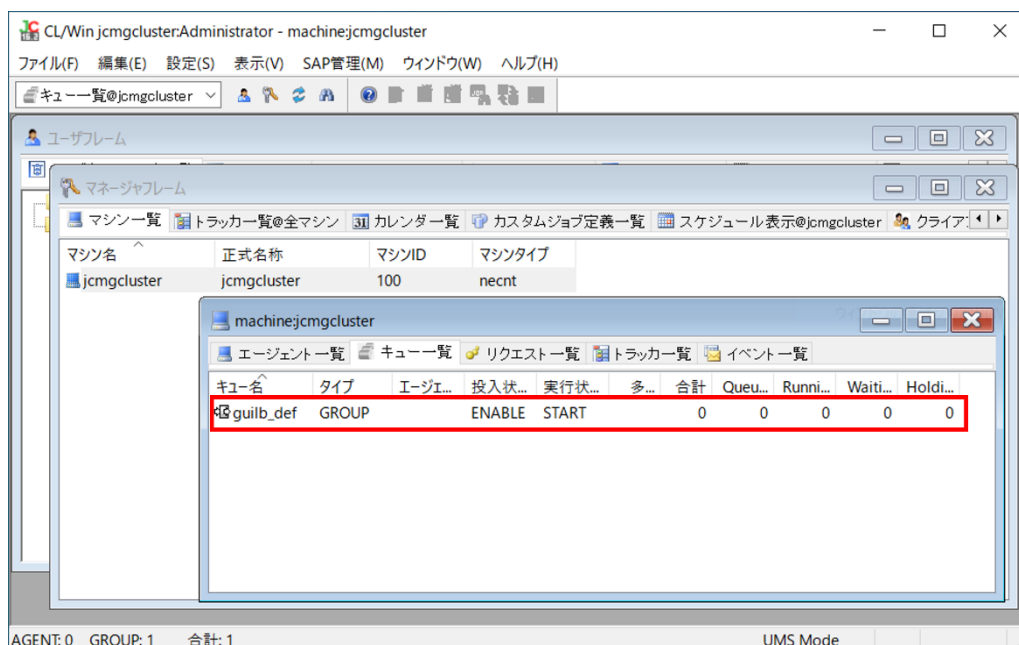 CL/Win jcmgcluster:Administrator - machine:jcmgcluster
ファイル(F) 編集(E) 設定(S) 表示(V) SAP管理(M) ウィンドウ(W) ヘルプ(H)
キュー一覧@jcmgcluster
ユーザフレーム
マネージャフレーム
マシン一覧 トラッカ一覧@全マシン 31 カレンダ一覧 カスタムジョブ定義一覧 スケジュール表示@jcmgcluster クライア
マシン名 正式名称 マシンID マシンタイプ
jcmgcluster jcmgcluster 100 necnt
machine:jcmgcluster
エージェント一覧 キュー一覧 リクエスト一覧 トラッカ一覧 イベント一覧
キュー名 タイプ エージェ... 投入状... 実行状... 多... 合計 Queu... Runni... Waiti... Holdi...
guilb_def GROUP ENABLE START 0 0 0 0 0
AGENT: 0 GROUP: 1 合計: 1 UMS Mode